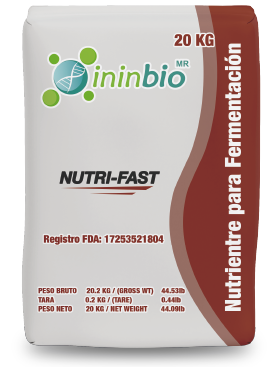 20 KG
ininbio MR
NUTRI-FAST
Registro FDA: 17253521804
PESO BRUTO 20.2 KG / (GROSS WT) 44.53lb
TARA 0.2 KG / (TARE) 0.44lb
PESO NETO 20 KG / NET WEIGHT 44.09lb
Nutrientre para Fermentación